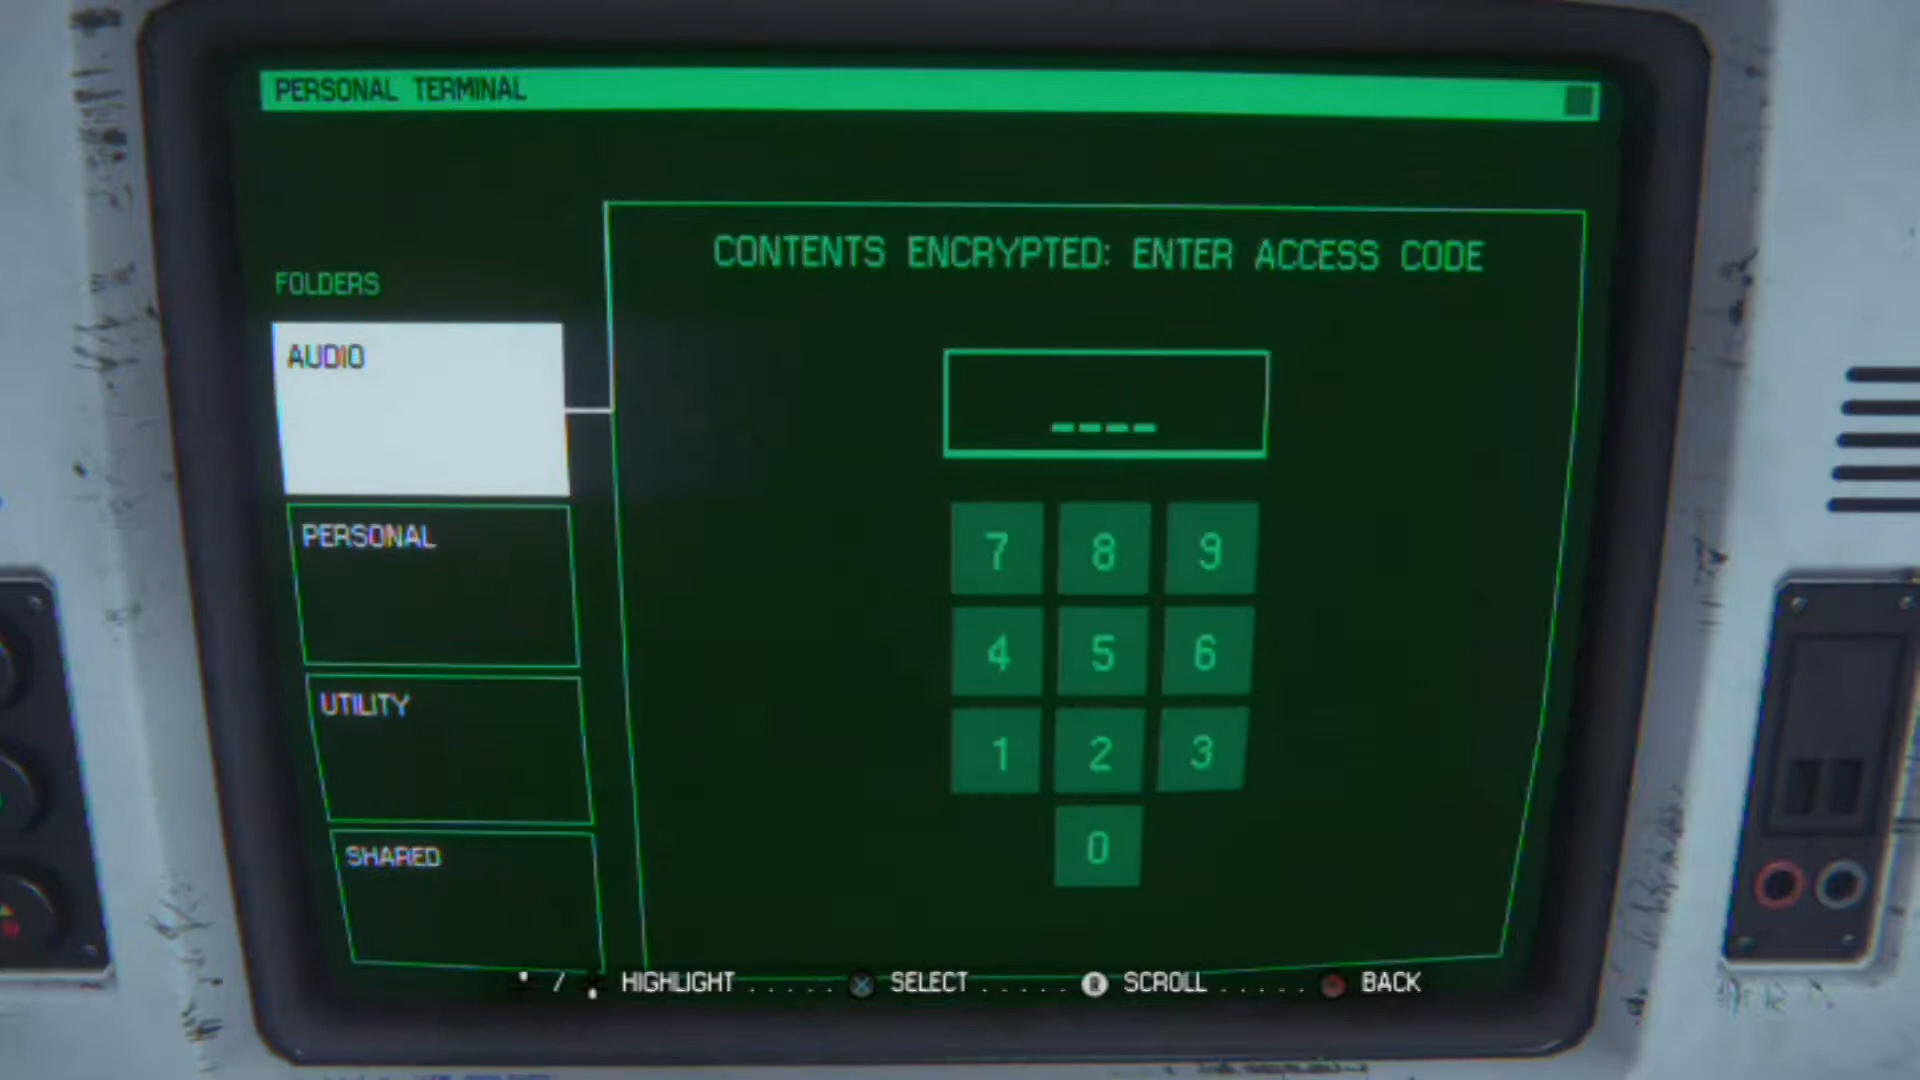 PERSONAL TERMINAL
FOLDERS
AUDIO
PERSONAL
UTILITY
SHARED
CONTENTS ENCRYPTED: ENTER ACCESS CODE
----
7 8 9
4 5 6
1 2 3
0
/ HIGHLIGHT ..... SELECT ..... R SCROLL ..... BACK